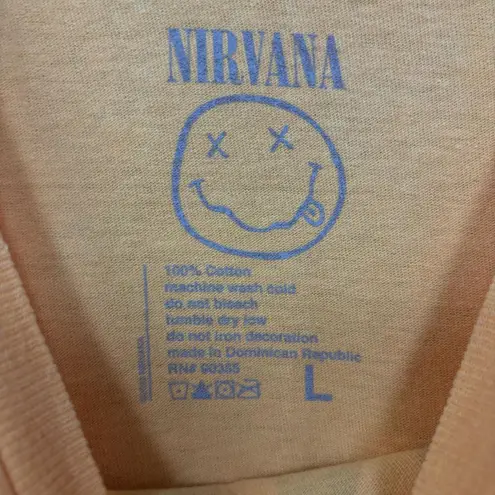 NIRVANA
100% Cotton
machine wash cold
do not bleach
tumble dry low
do not iron decoration
made in Dominican Republic
RN# 90385
L